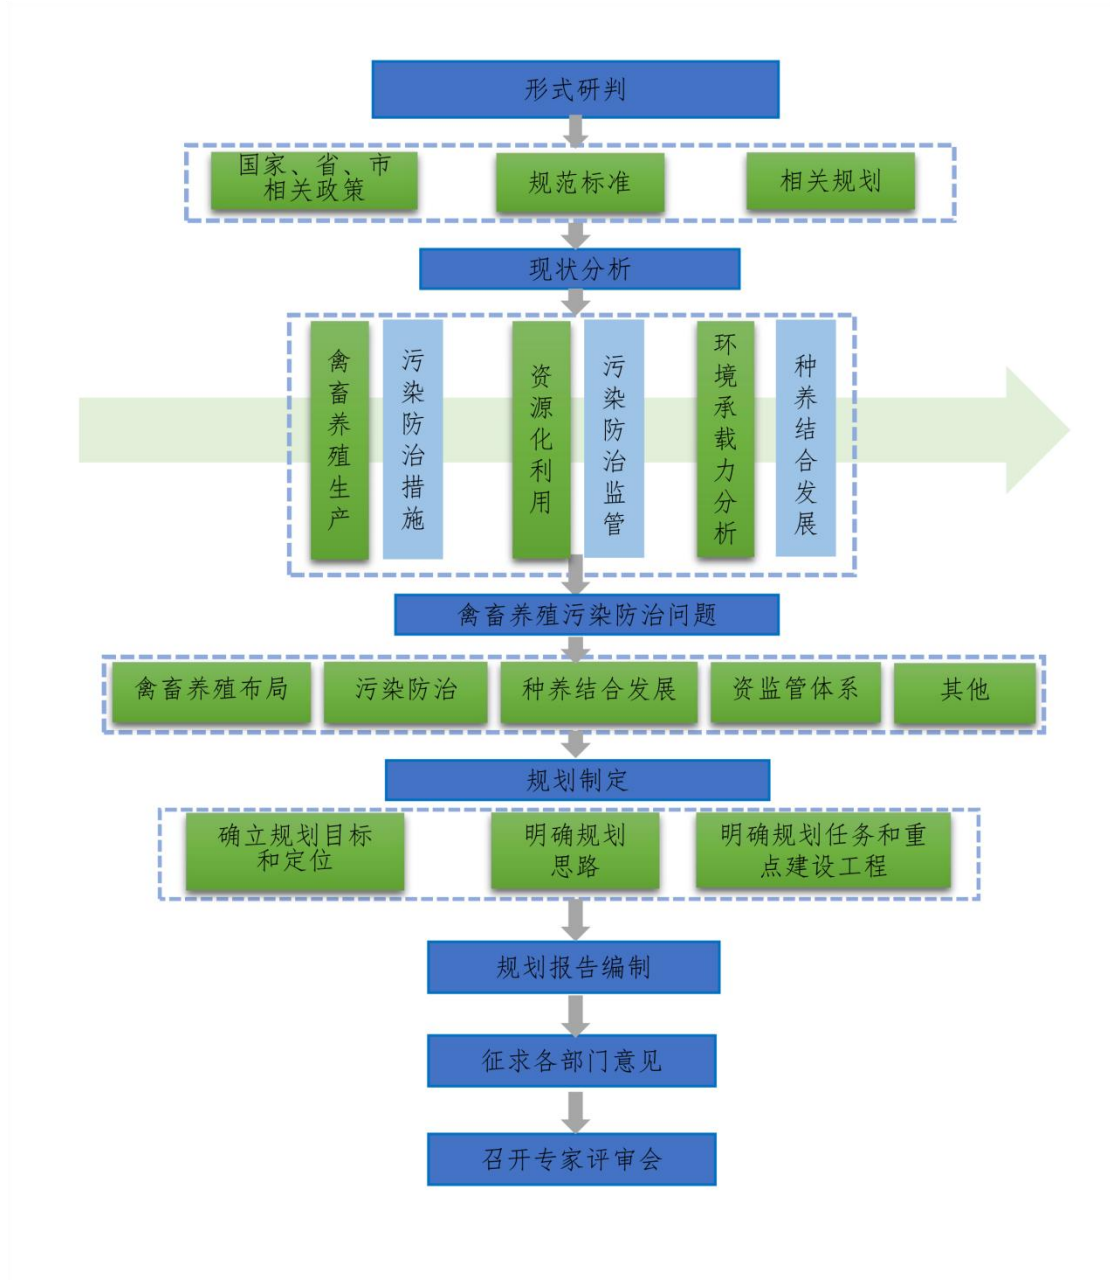 形式研判
国家、省、市
相关政策
规范标准
相关规划
现状分析
禽畜养殖生产
污染防治措施
资源化利用
污染防治监管
环境承载力分析
种养结合发展
禽畜养殖污染防治问题
禽畜养殖布局
污染防治
种养结合发展
资监管体系
其他
规划制定
确立规划目标
和定位
明确规划
思路
明确规划任务和重
点建设工程
规划报告编制
征求各部门意见
召开专家评审会